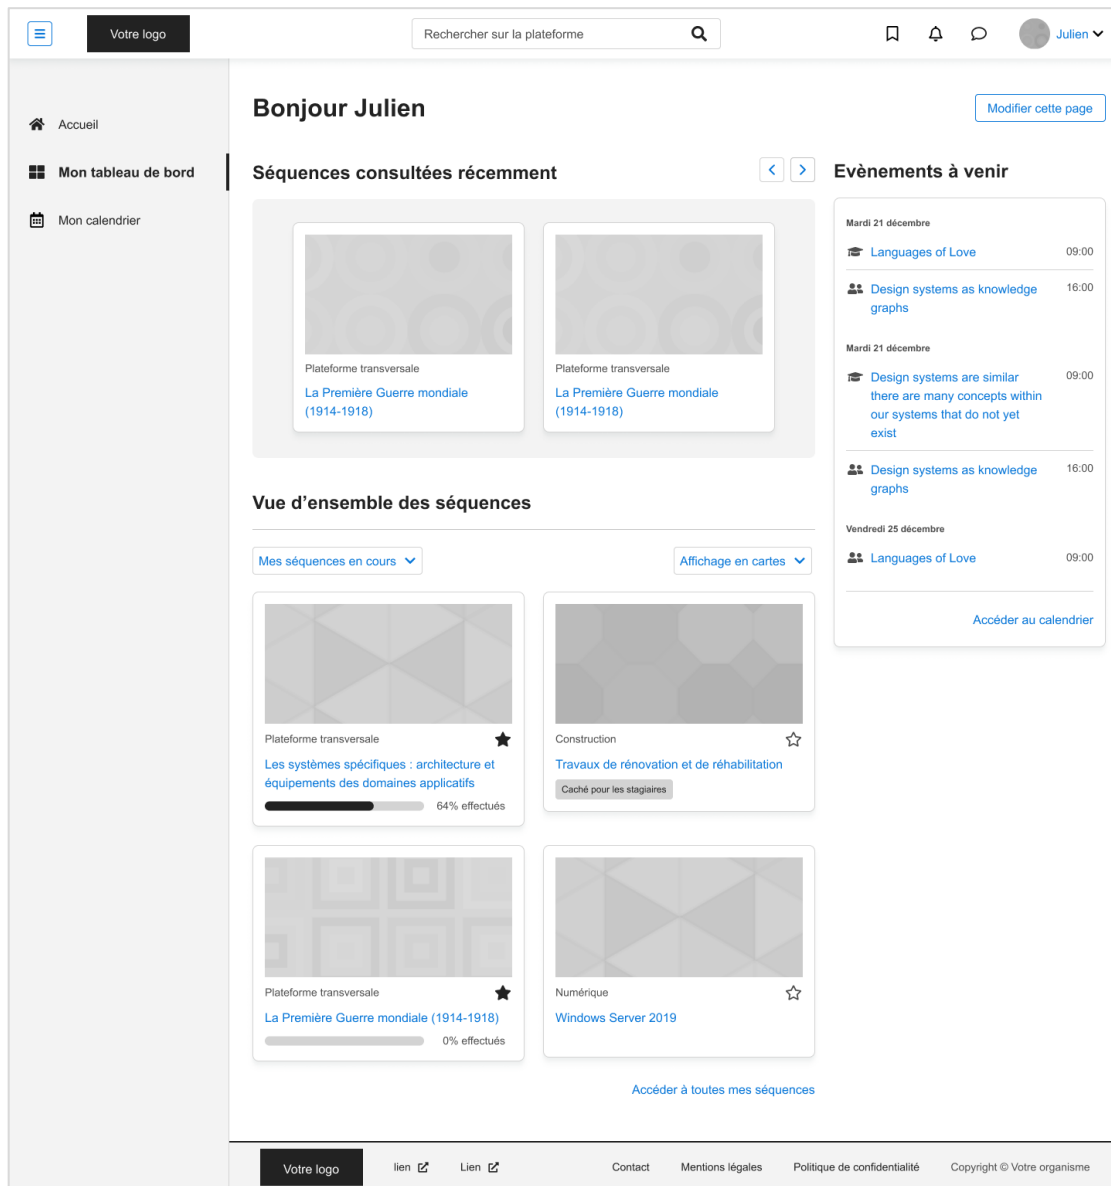 Votre logo
Rechercher sur la plateforme
Julien
Accueil
Mon tableau de bord
Mon calendrier
Bonjour Julien
Modifier cette page
Séquences consultées récemment
Plateforme transversale
La Première Guerre mondiale
(1914-1918)
Plateforme transversale
La Première Guerre mondiale
(1914-1918)
Evènements à venir
Mardi 21 décembre
Languages of Love 09:00
Design systems as knowledge 16:00
graphs
Mardi 21 décembre
Design systems are similar 09:00
there are many concepts within
our systems that do not yet
exist
Design systems as knowledge 16:00
graphs
Vendredi 25 décembre
Languages of Love 09:00
Accéder au calendrier
Vue d’ensemble des séquences
Mes séquences en cours
Affichage en cartes
Plateforme transversale
Les systèmes spécifiques : architecture et
équipements des domaines applicatifs
64% effectués
Construction
Travaux de rénovation et de réhabilitation
Caché pour les stagiaires
Plateforme transversale
La Première Guerre mondiale (1914-1918)
0% effectués
Numérique
Windows Server 2019
Accéder à toutes mes séquences
Votre logo
lien
Lien
Contact
Mentions légales
Politique de confidentialité
Copyright © Votre organisme